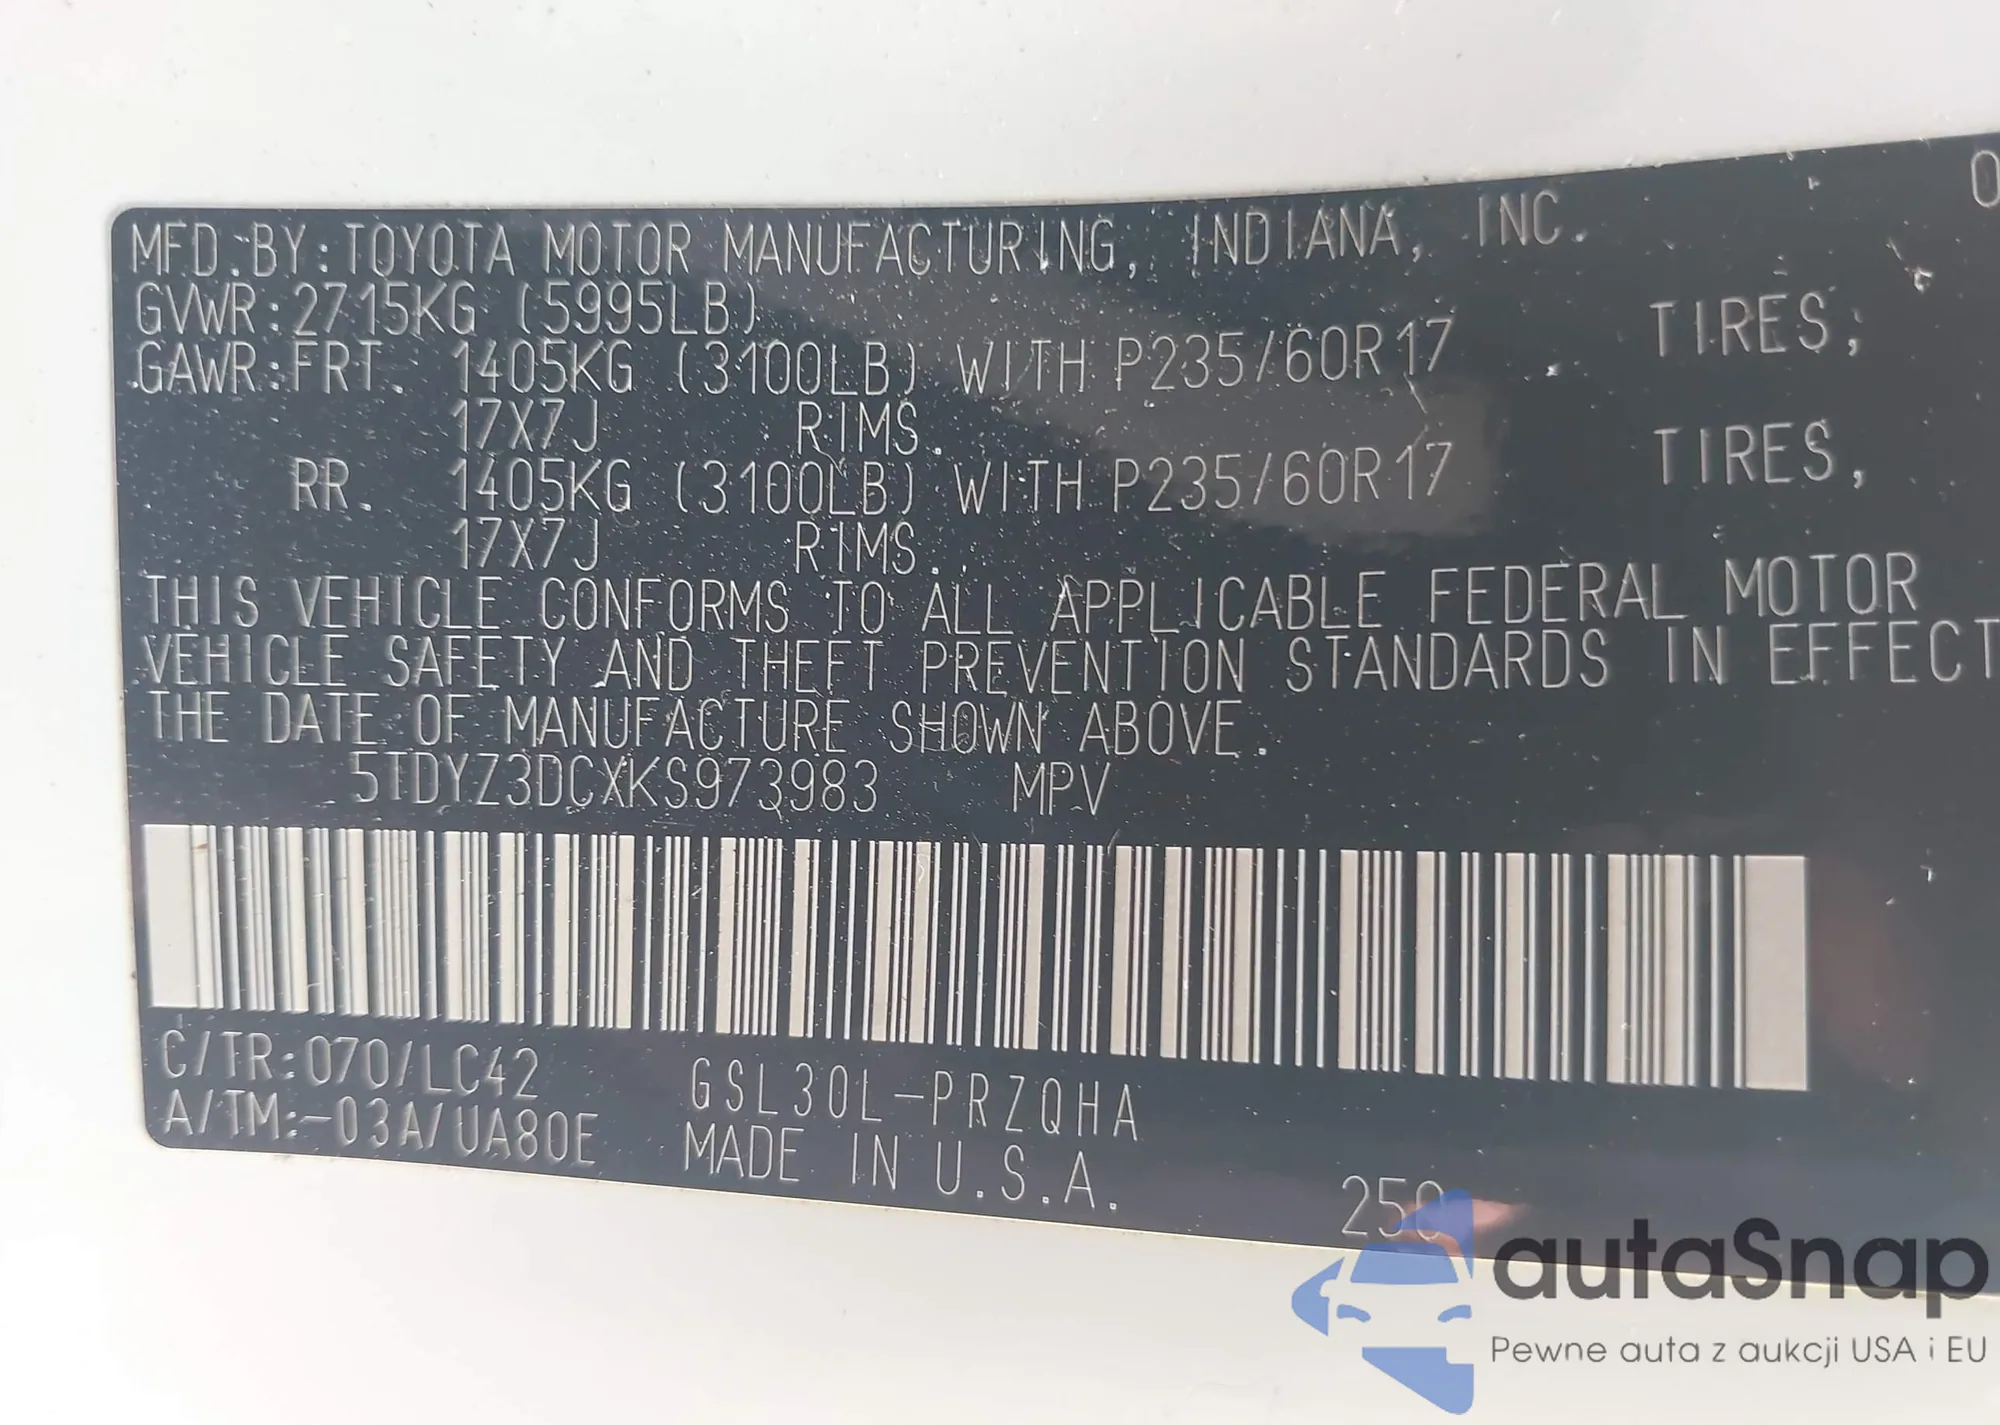 MFD.BY:TOYOTA MOTOR MANUFACTURING, INDIANA, INC. 0
GVWR:2715KG (5995LB)
GAWR:FRT. 1405KG (3100LB) WITH P235/60R17 TIRES,
17X7J RIMS.
RR. 1405KG (3100LB) WITH P235/60R17 TIRES,
17X7J RIMS.
THIS VEHICLE CONFORMS TO ALL APPLICABLE FEDERAL MOTOR
VEHICLE SAFETY AND THEFT PREVENTION STANDARDS IN EFFECT
THE DATE OF MANUFACTURE SHOWN ABOVE.
5TDYZ3DCXKS973983 MPV
C/TR:070/LC42 GSL30L-PRZQHA
A/TM:-03A/UA80E MADE IN U.S.A.
autaSnap
Pewne auta z aukcji USA i EU